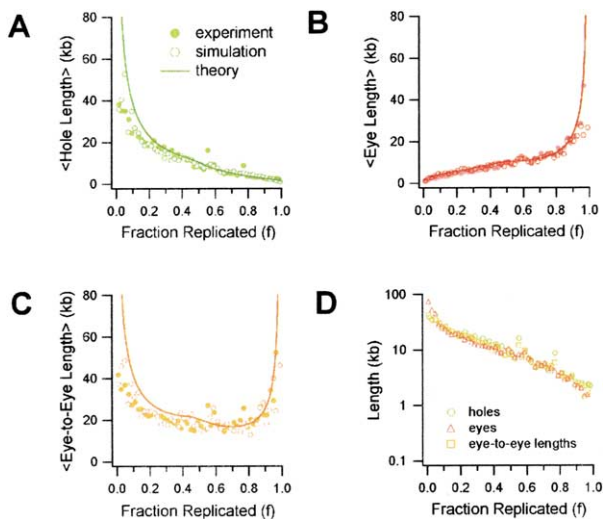 A
<Hole Length> (kb)
80
60
40
20
0
experiment
simulation
theory
0.0 0.2 0.4 0.6 0.8 1.0
Fraction Replicated (f)
B
<Eye Length> (kb)
80
60
40
20
0
0.0 0.2 0.4 0.6 0.8 1.0
Fraction Replicated (f)
C
<Eye-to-Eye Length> (kb)
80
60
40
20
0
0.0 0.2 0.4 0.6 0.8 1.0
Fraction Replicated (f)
D
Length (kb)
100
10
1
0.1
holes
eyes
eye-to-eye lengths
0.0 0.2 0.4 0.6 0.8 1.0
Fraction Replicated (f)